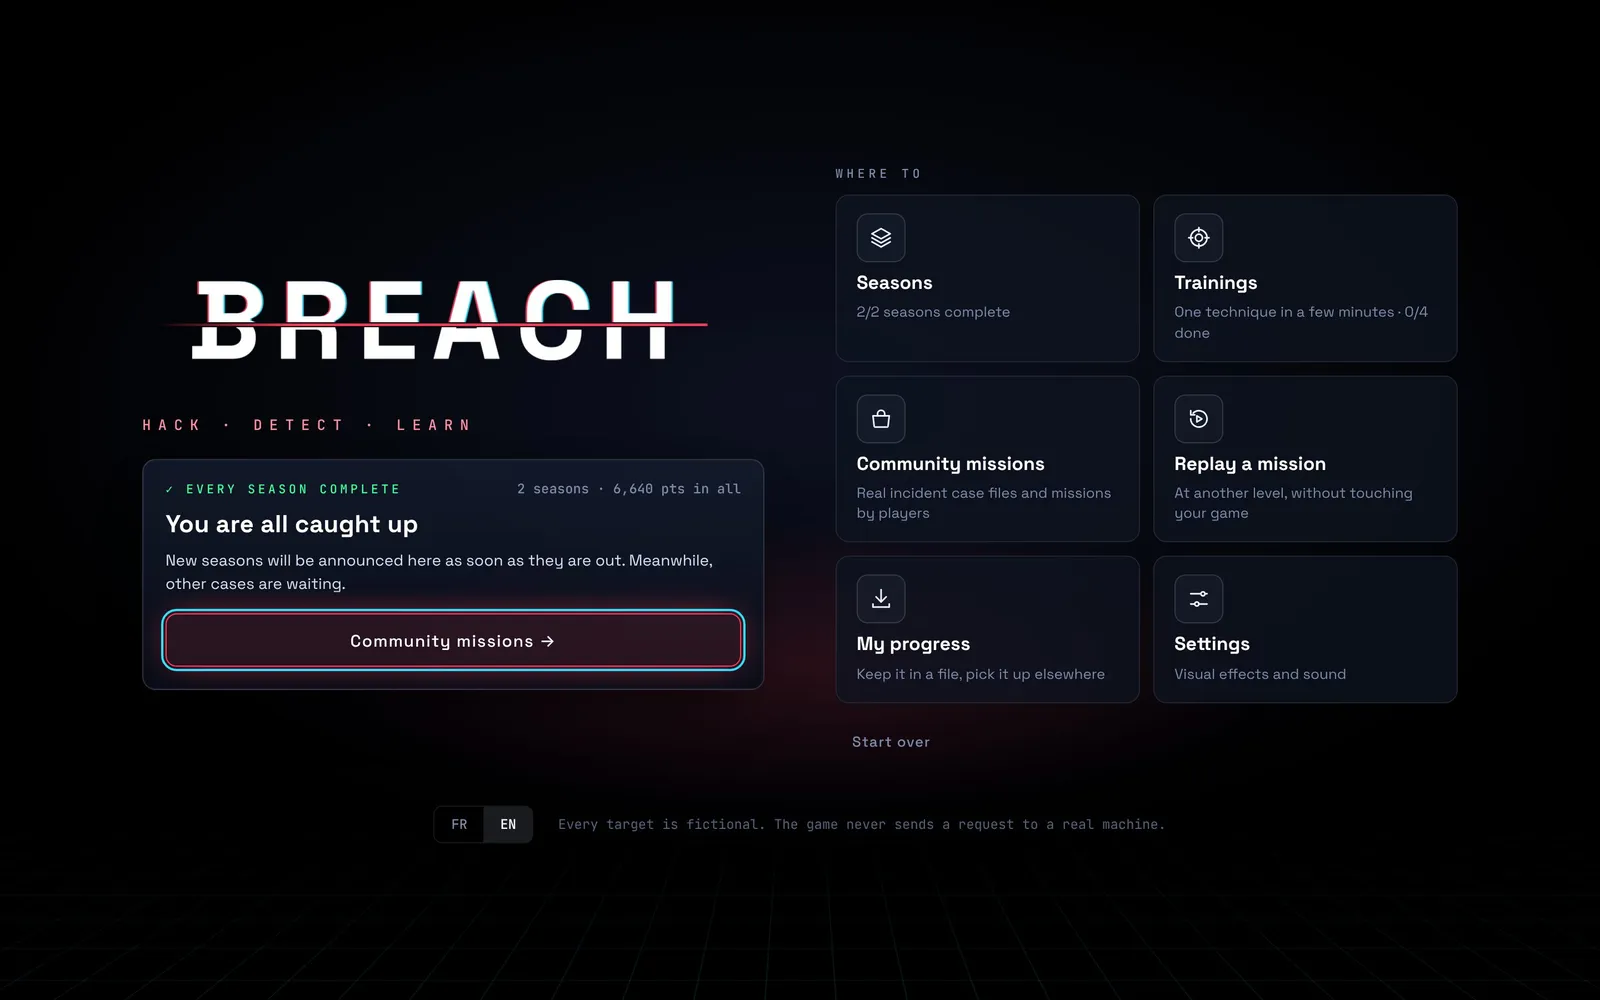 BREACH
HACK · DETECT · LEARN
✓ EVERY SEASON COMPLETE
2 seasons · 6,640 pts in all
You are all caught up
New seasons will be announced here as soon as they are out. Meanwhile,
other cases are waiting.
Community missions →
WHERE TO
Seasons
2/2 seasons complete
Trainings
One technique in a few minutes · 0/4
done
Community missions
Real incident case files and missions
by players
Replay a mission
At another level, without touching
your game
My progress
Keep it in a file, pick it up elsewhere
Settings
Visual effects and sound
Start over
FR
EN
Every target is fictional. The game never sends a request to a real machine.